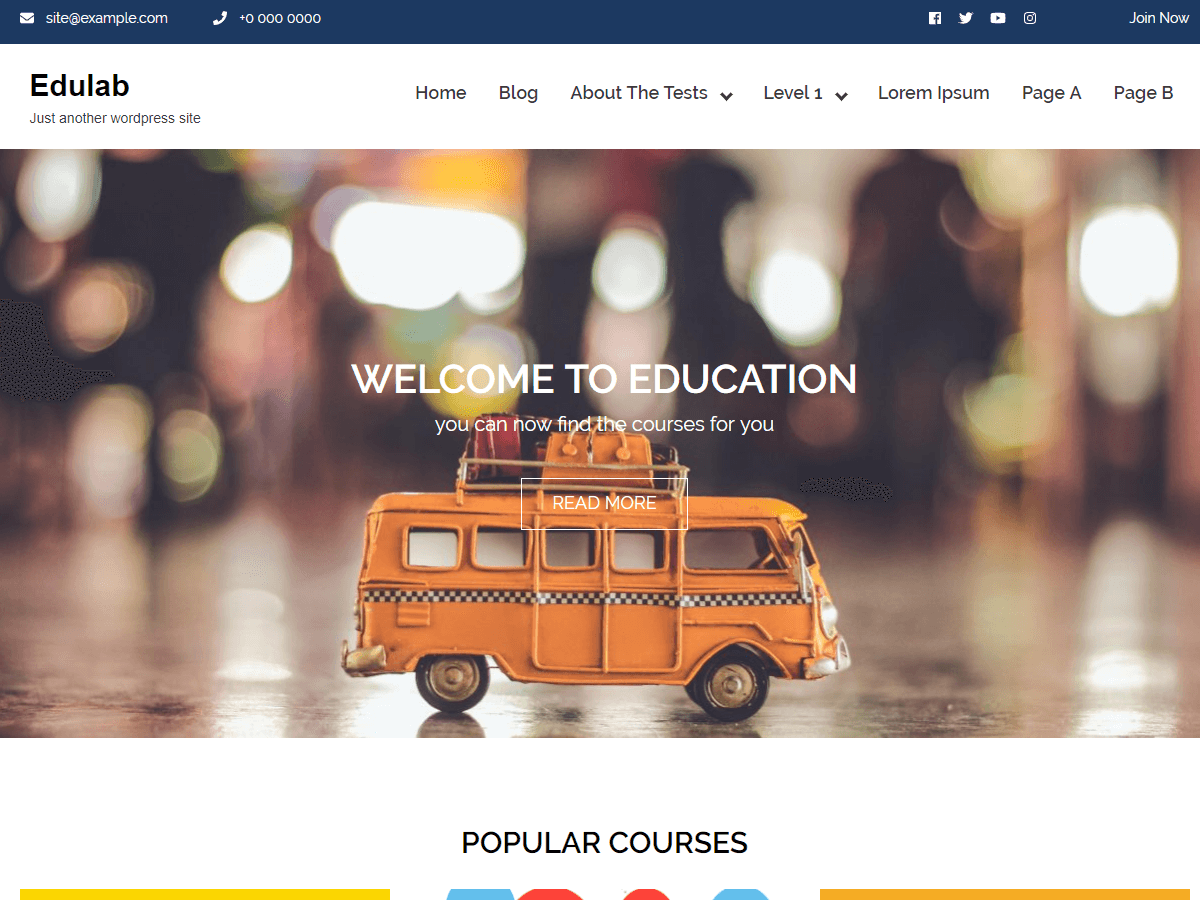 site@example.com +0 000 0000 Join Now
Edulab
Just another wordpress site
Home Blog About The Tests Level 1 Lorem Ipsum Page A Page B
WELCOME TO EDUCATION
you can now find the courses for you
READ MORE
POPULAR COURSES